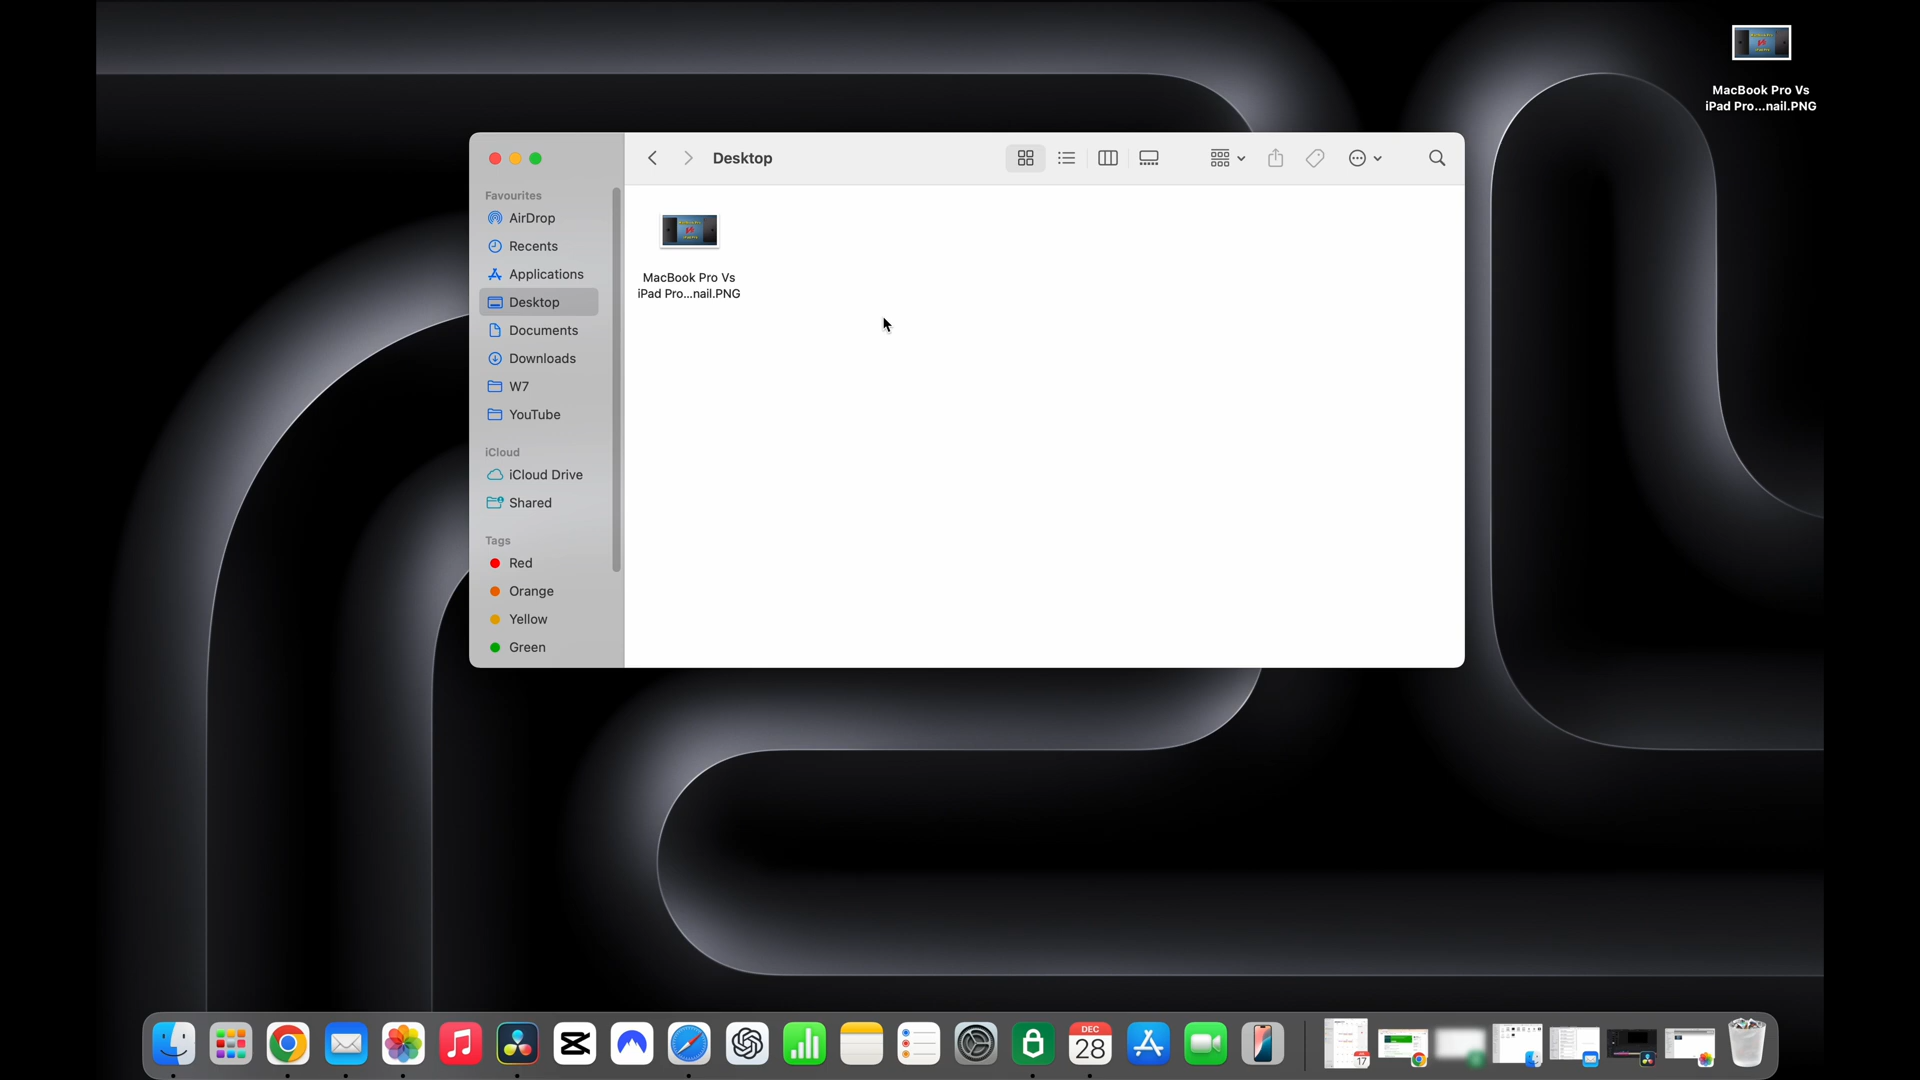 MacBook Pro Vs
iPad Pro...nail.PNG
Desktop
Favourites
AirDrop
Recents
Applications
Desktop
Documents
Downloads
W7
YouTube
iCloud
iCloud Drive
Shared
Tags
Red
Orange
Yellow
Green
MacBook Pro Vs
iPad Pro...nail.PNG
DEC
28
17